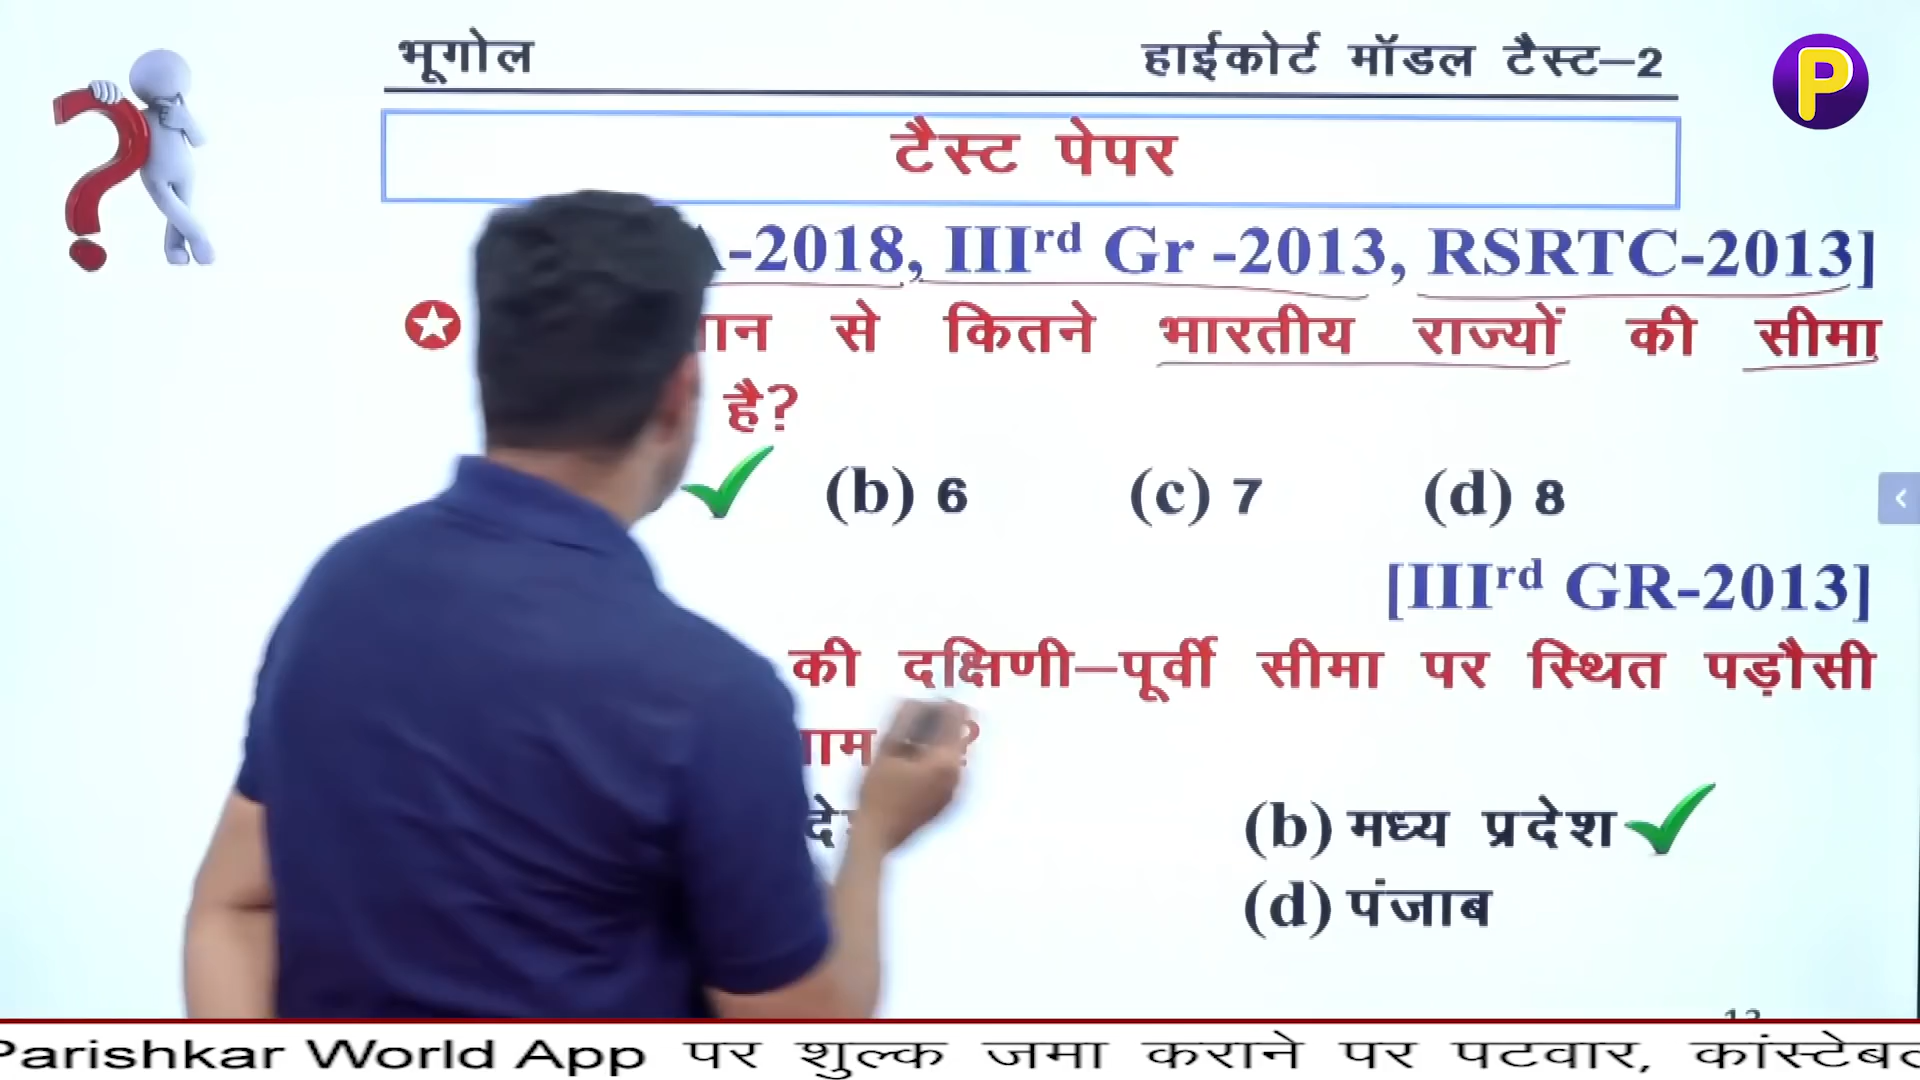 भूगोल
हाईकोर्ट मॉडल टैस्ट–2
P
टैस्ट पेपर
-2018, IIIrd Gr -2013, RSRTC-2013]
से कितने भारतीय राज्यों की सीमा
है?
(b) 6 (c) 7 (d) 8
[IIIrd GR-2013]
की दक्षिणी–पूर्वी सीमा पर स्थित पड़ौसी
?
(b) मध्य प्रदेश
(d) पंजाब
Parishkar World App पर शुल्क जमा कराने पर पटवार,